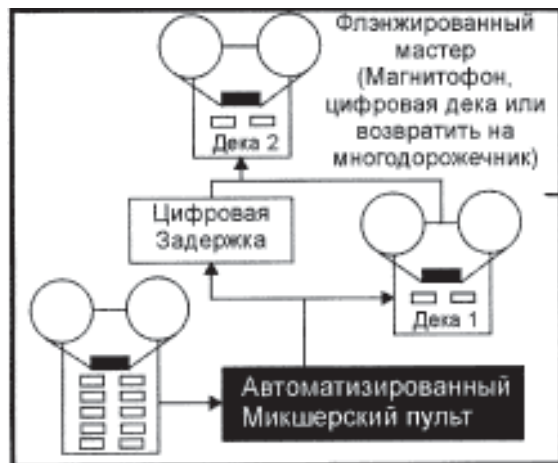 Флэнжированный
мастер
(Магнитофон,
цифровая дека или
возвратить на
многодорожечник)
Дека 2
Цифровая
Задержка
Дека 1
Автоматизированный
Микшерский пульт